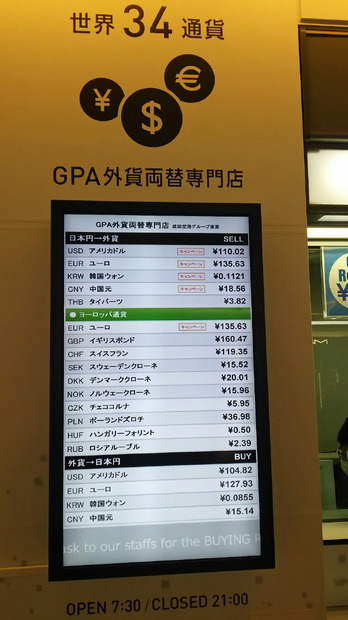 世界 34 通貨
¥ $ €
GPA外貨両替専門店
GPA外貨両替専門店 成田空港グループ直営
日本円→外貨 SELL
USD アメリカドル キャンペーン ¥110.02
EUR ユーロ キャンペーン ¥135.63
KRW 韓国ウォン キャンペーン ¥0.1121
CNY 中国元 キャンペーン ¥18.56
THB タイバーツ ¥3.82
ヨーロッパ通貨
EUR ユーロ キャンペーン ¥135.63
GBP イギリスポンド ¥160.47
CHF スイスフラン ¥119.35
SEK スウェーデンクローネ ¥15.52
DKK デンマーククローネ ¥20.01
NOK ノルウェークローネ ¥15.96
CZK チェココルナ ¥5.95
PLN ポーランドズロチ ¥36.98
HUF ハンガリーフォリント ¥0.50
RUB ロシアルーブル ¥2.39
外貨→日本円 BUY
USD アメリカドル ¥104.82
EUR ユーロ ¥127.93
KRW 韓国ウォン ¥0.0855
CNY 中国元 ¥15.14
ask to our staffs for the BUYING R
OPEN 7:30 / CLOSED 21:00